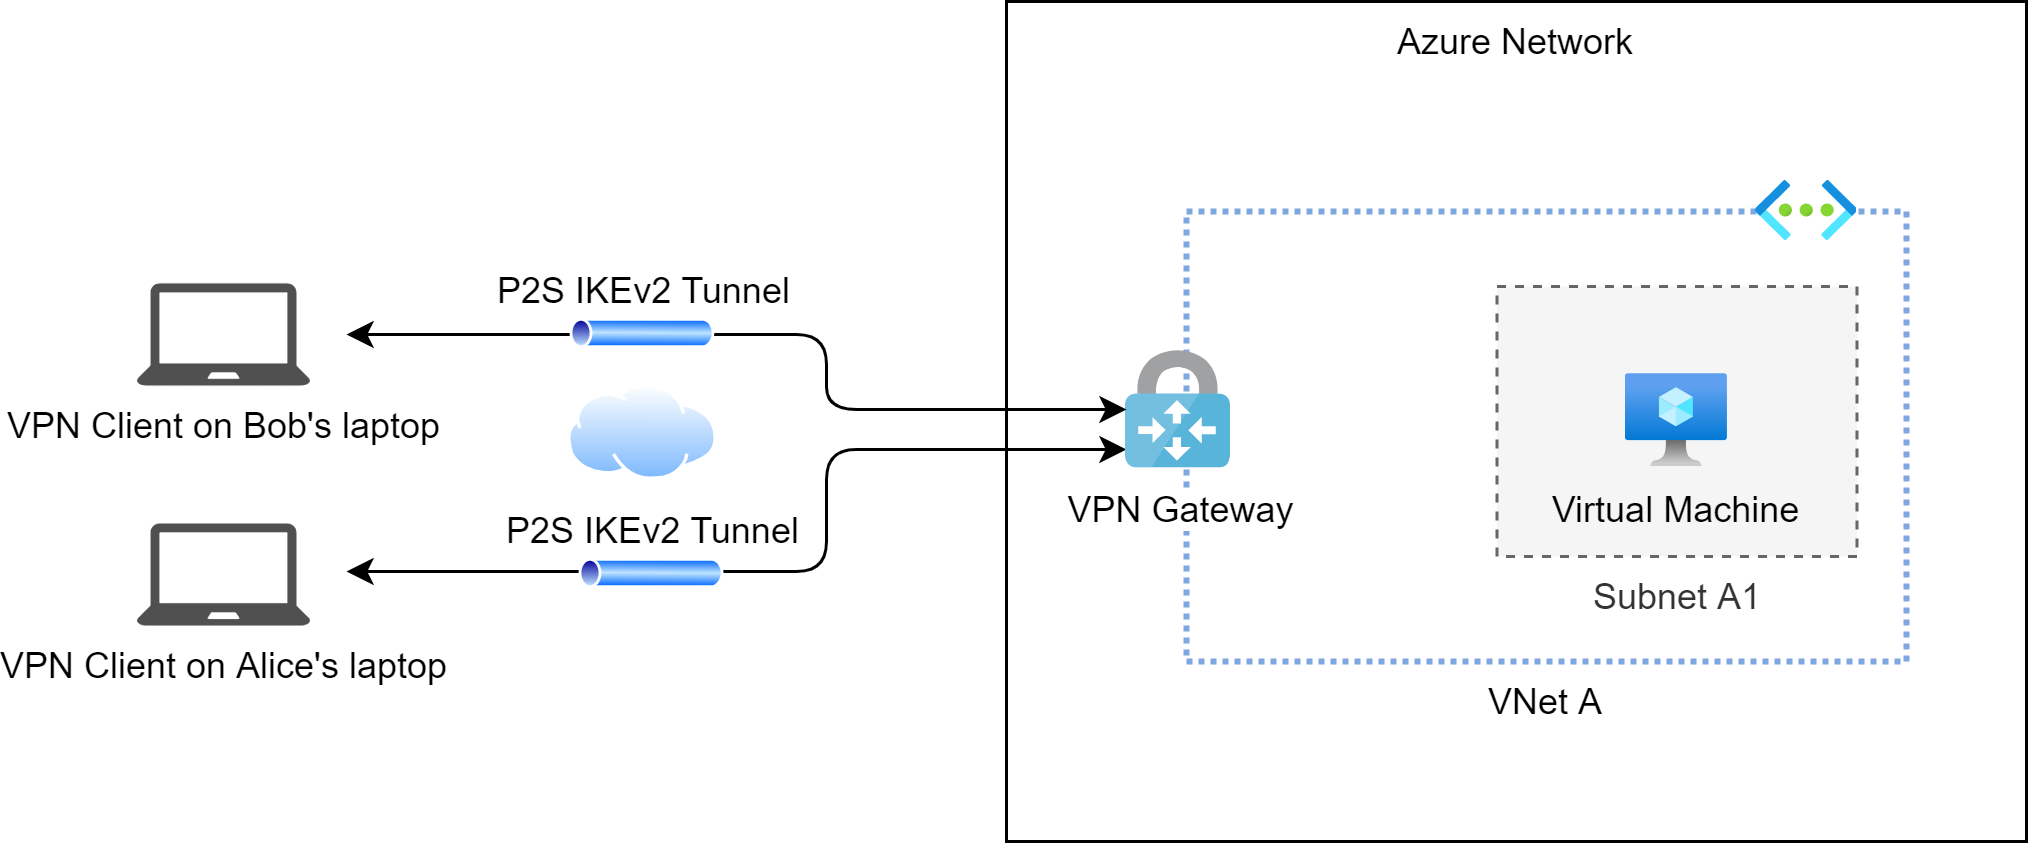 Azure Network
P2S IKEv2 Tunnel
VPN Client on Bob's laptop
P2S IKEv2 Tunnel
VPN Client on Alice's laptop
VPN Gateway
Virtual Machine
Subnet A1
VNet A